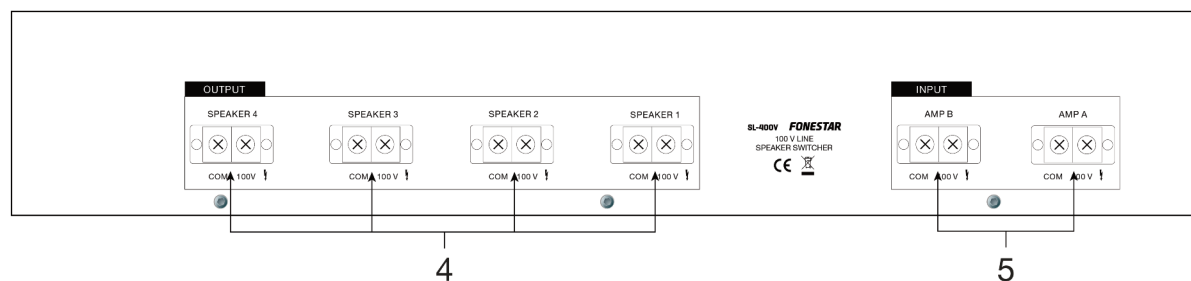 OUTPUT
SPEAKER 4
SPEAKER 3
SPEAKER 2
SPEAKER 1
COM 100V
COM 100 V
COM 100 V
COM 100 V
SL-400V FONESTAR
100 V LINE
SPEAKER SWITCHER
CE
INPUT
AMP B
AMP A
COM 100 V
COM 100 V
4
5